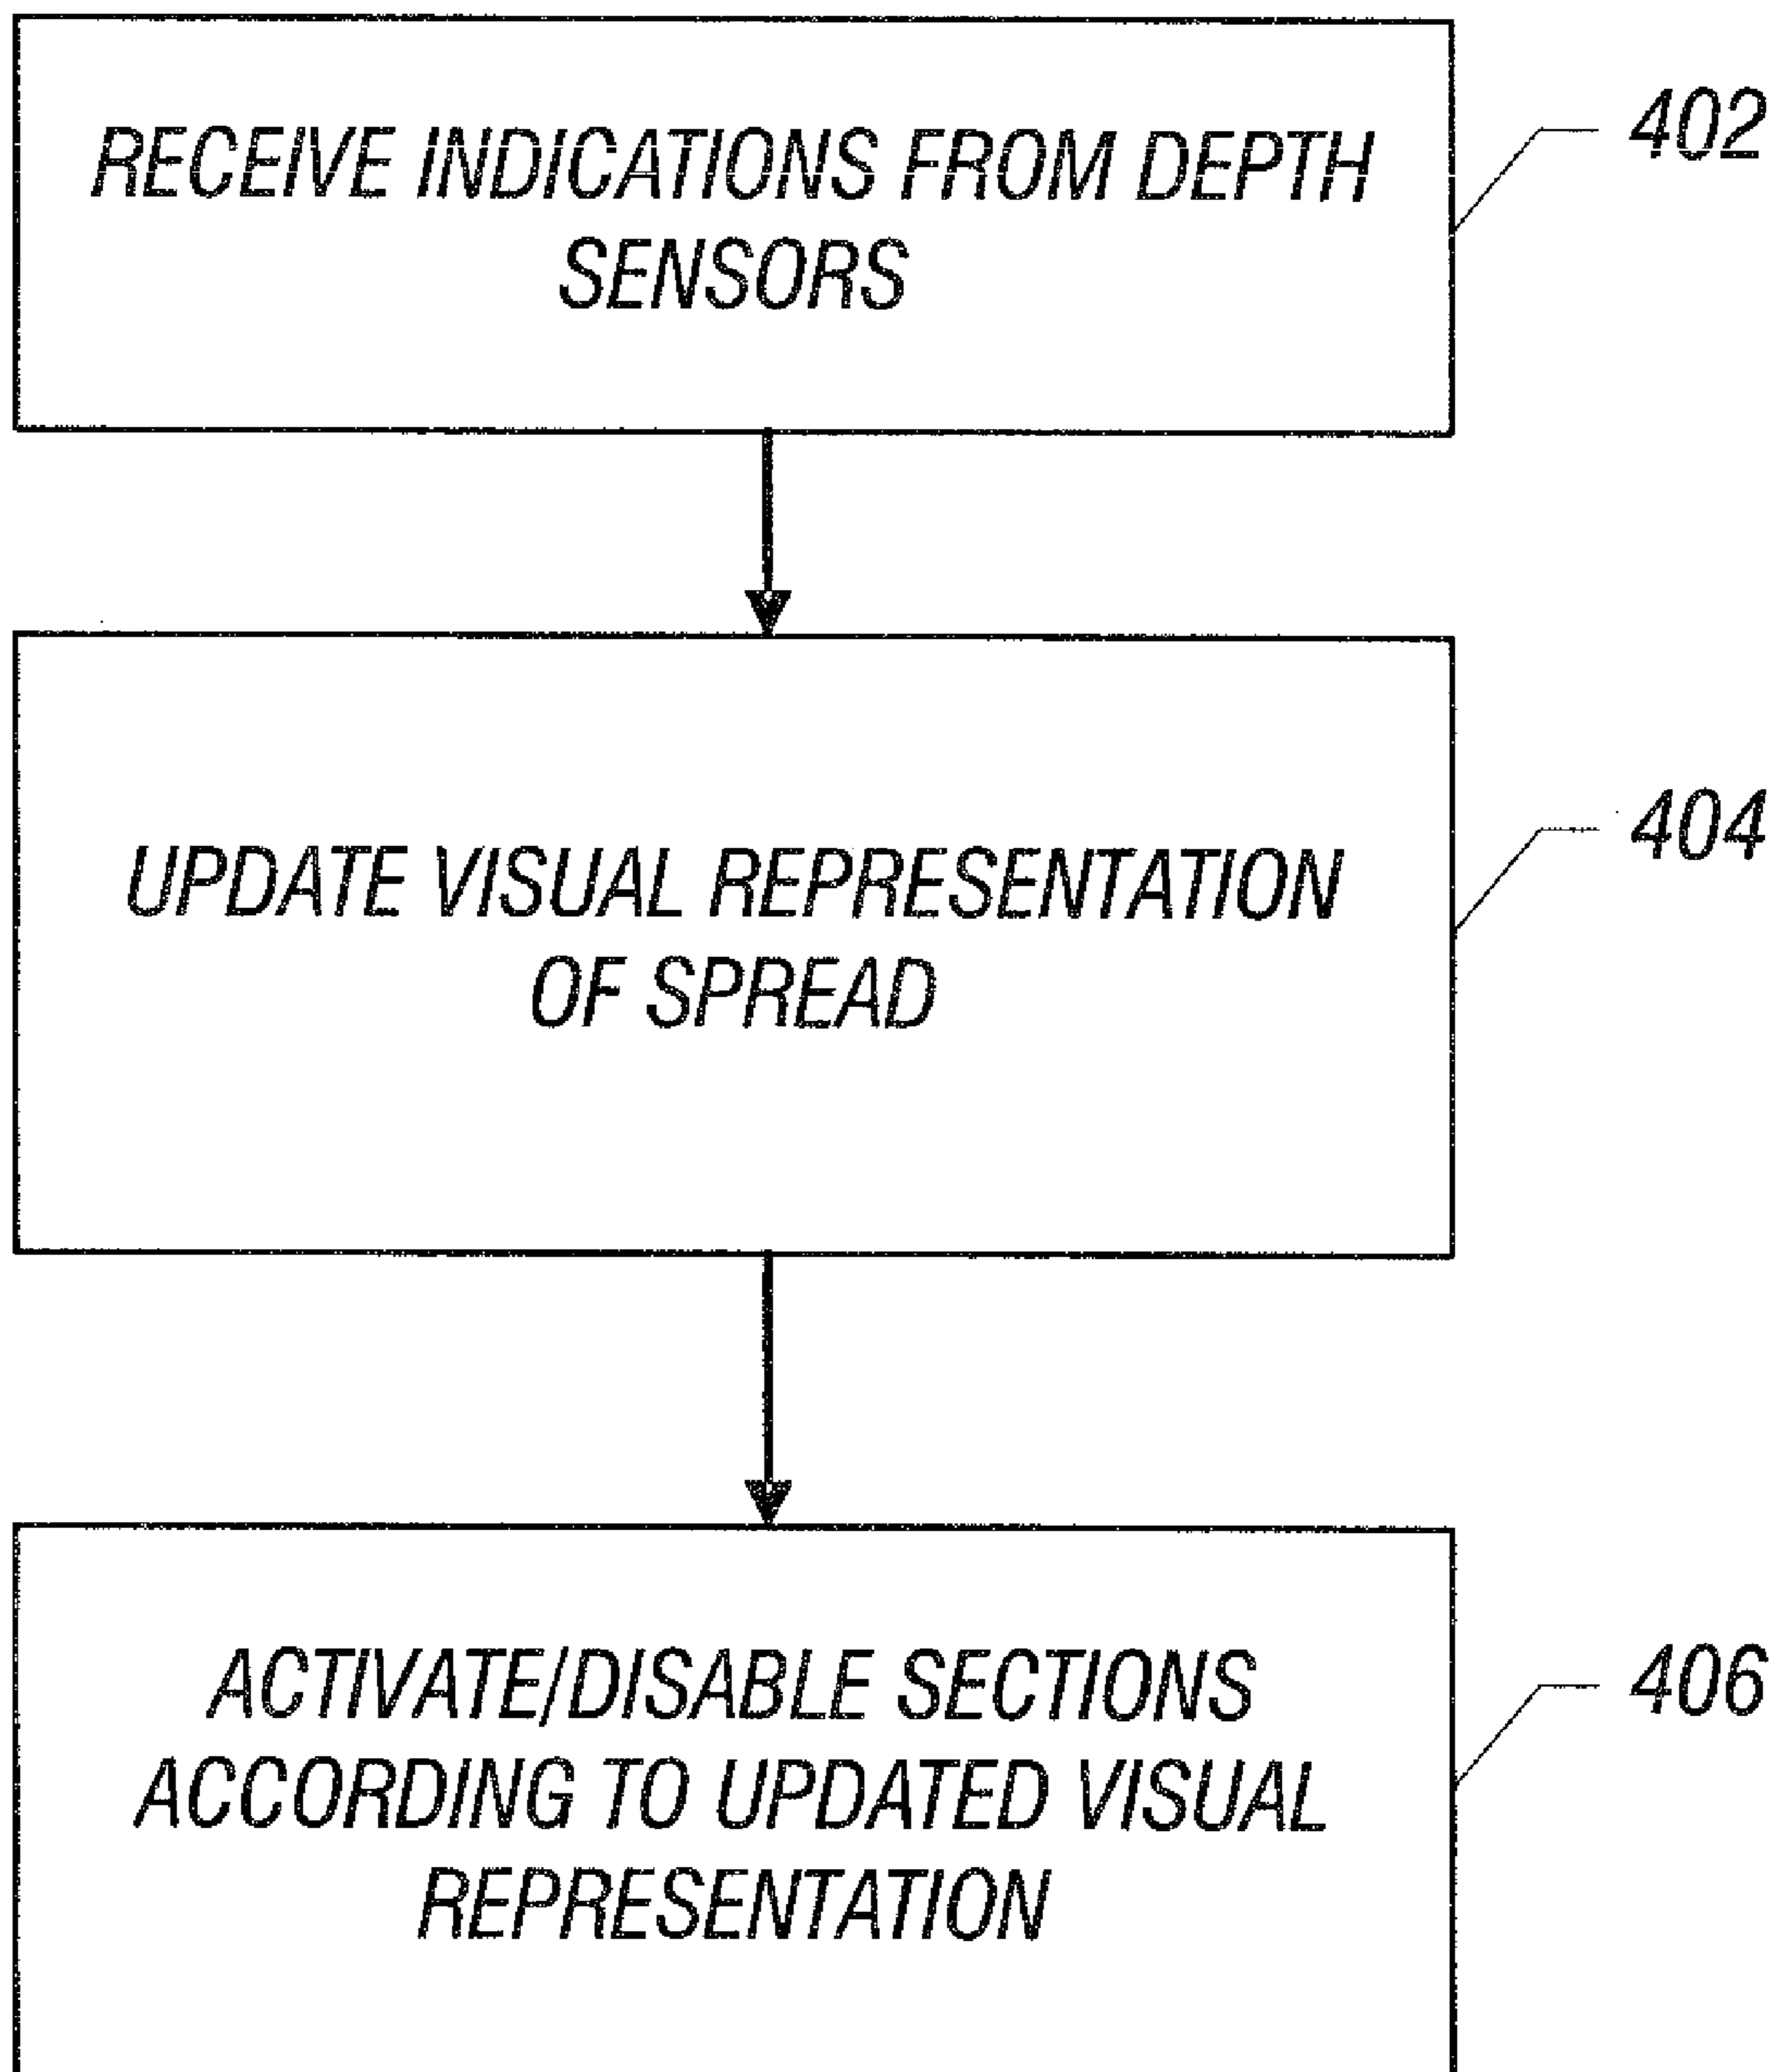 RECEIVE INDICATIONS FROM DEPTH
SENSORS
402
UPDATE VISUAL REPRESENTATION
OF SPREAD
404
ACTIVATE/DISABLE SECTIONS
ACCORDING TO UPDATED VISUAL
REPRESENTATION
406